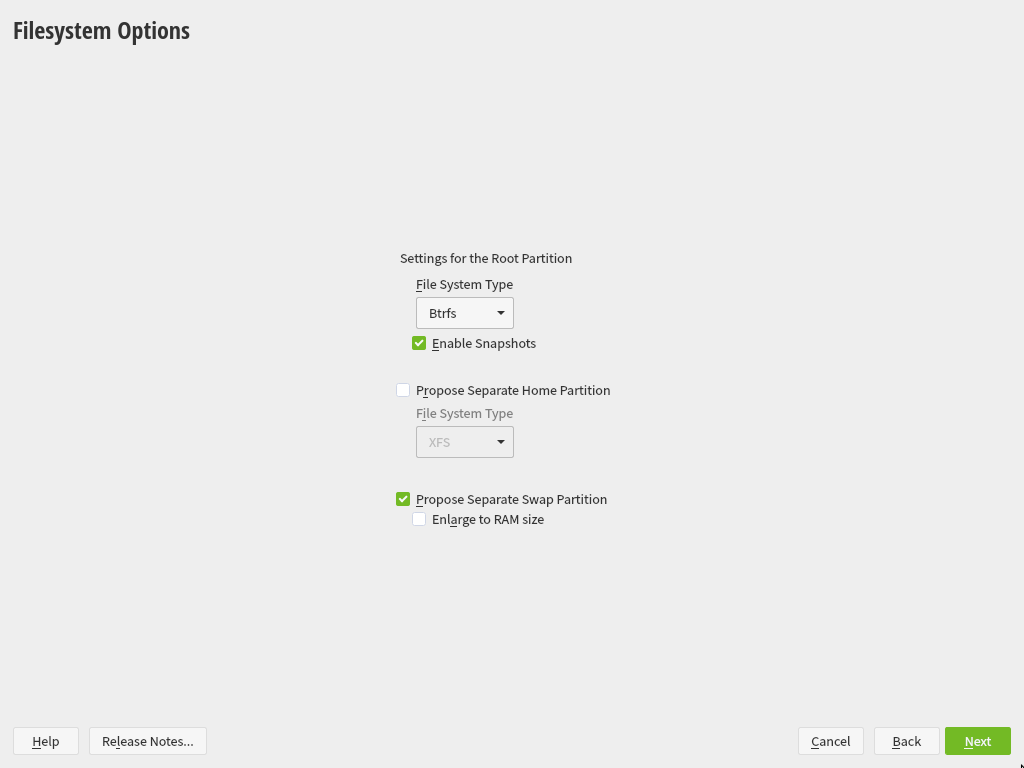 Filesystem Options
Settings for the Root Partition
File System Type
Btrfs
Enable Snapshots
Propose Separate Home Partition
File System Type
XFS
Propose Separate Swap Partition
Enlarge to RAM size
Help Release Notes... Cancel Back Next